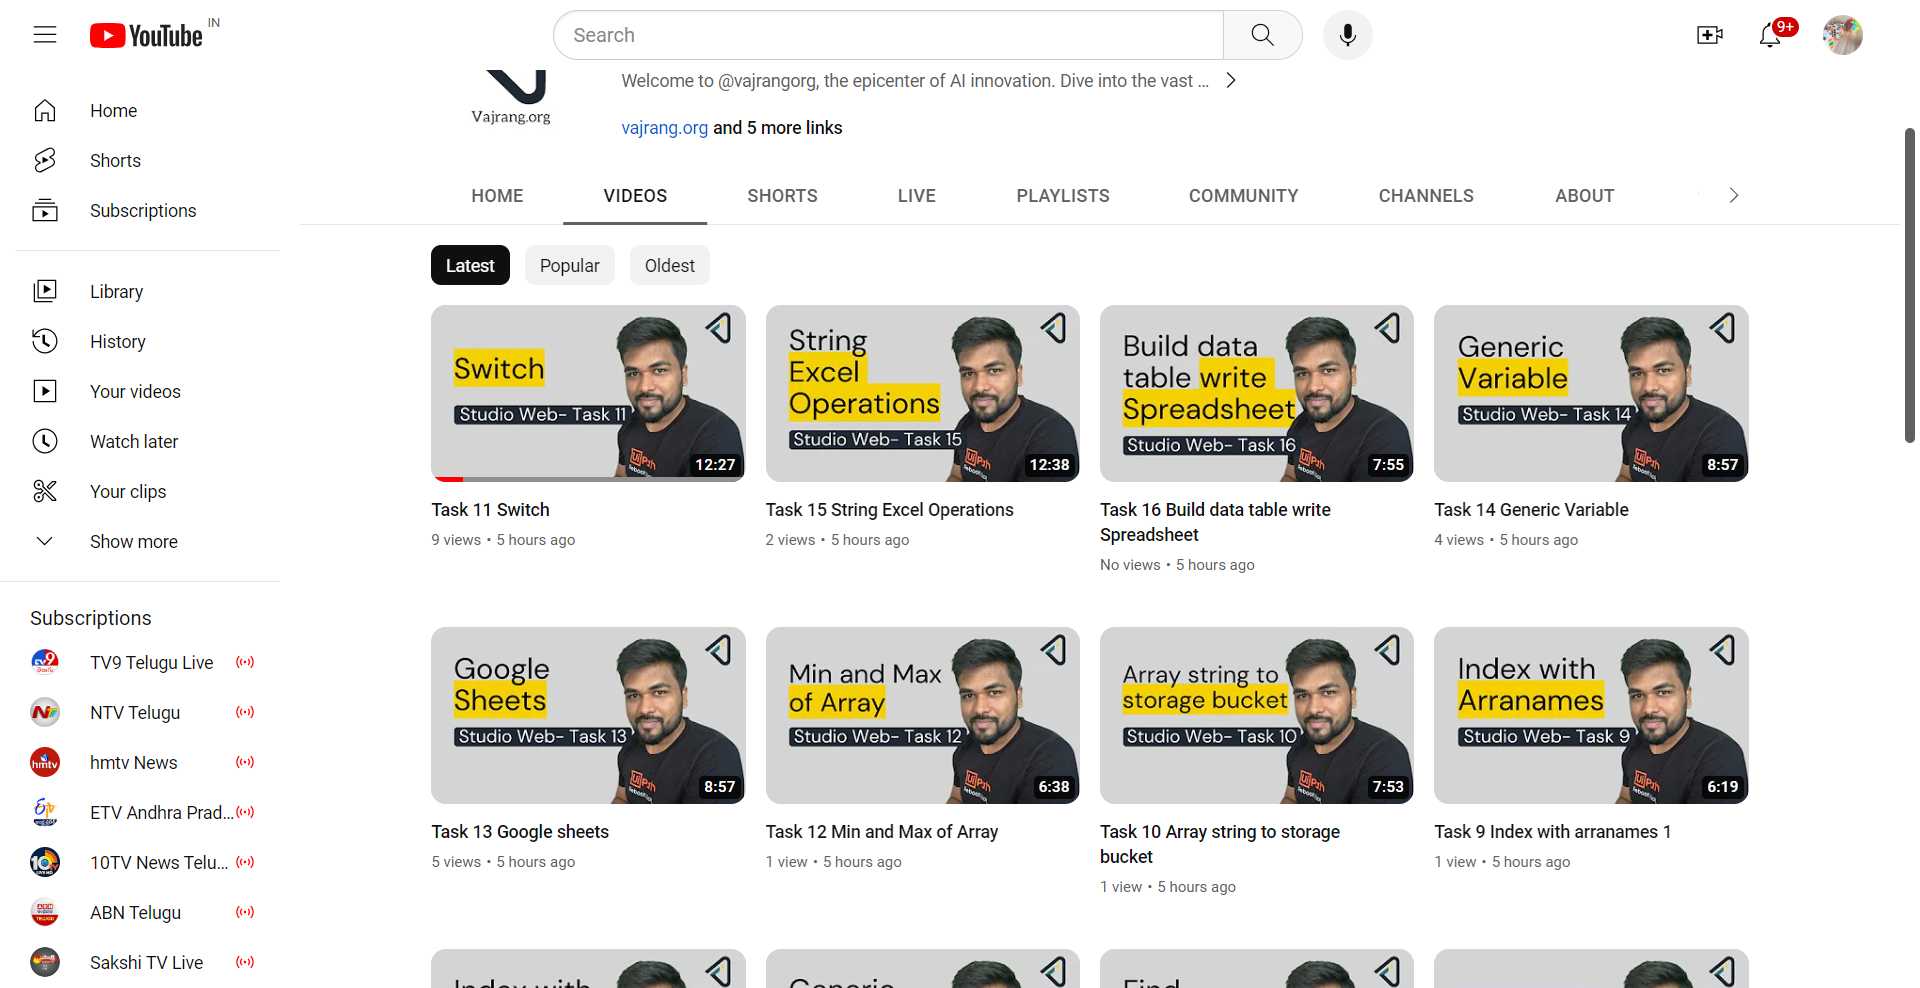 YouTube IN
Search
9+
Home
Shorts
Subscriptions
Library
History
Your videos
Watch later
Your clips
Show more
Subscriptions
TV9 Telugu Live
NTV Telugu
hmtv
hmtv News
ETV Andhra Prad...
10TV News Telu...
ABN Telugu
Sakshi TV Live
Vajrang.org
Welcome to @vajrangorg, the epicenter of AI innovation. Dive into the vast ...
vajrang.org and 5 more links
HOME VIDEOS SHORTS LIVE PLAYLISTS COMMUNITY CHANNELS ABOUT
Latest Popular Oldest
Switch
Studio Web- Task 11
12:27
Task 11 Switch
9 views • 5 hours ago
String
Excel
Operations
Studio Web- Task 15
12:38
Task 15 String Excel Operations
2 views • 5 hours ago
Build data
table write
Spreadsheet
Studio Web- Task 16
7:55
Task 16 Build data table write
Spreadsheet
No views • 5 hours ago
Generic
Variable
Studio Web- Task 14
8:57
Task 14 Generic Variable
4 views • 5 hours ago
Google
Sheets
Studio Web- Task 13
8:57
Task 13 Google sheets
5 views • 5 hours ago
Min and Max
of Array
Studio Web- Task 12
6:38
Task 12 Min and Max of Array
1 view • 5 hours ago
Array string to
storage bucket
Studio Web- Task 10
7:53
Task 10 Array string to storage
bucket
1 view • 5 hours ago
Index with
Arranames
Studio Web- Task 9
6:19
Task 9 Index with arranames 1
1 view • 5 hours ago
Index with
Generic
Find